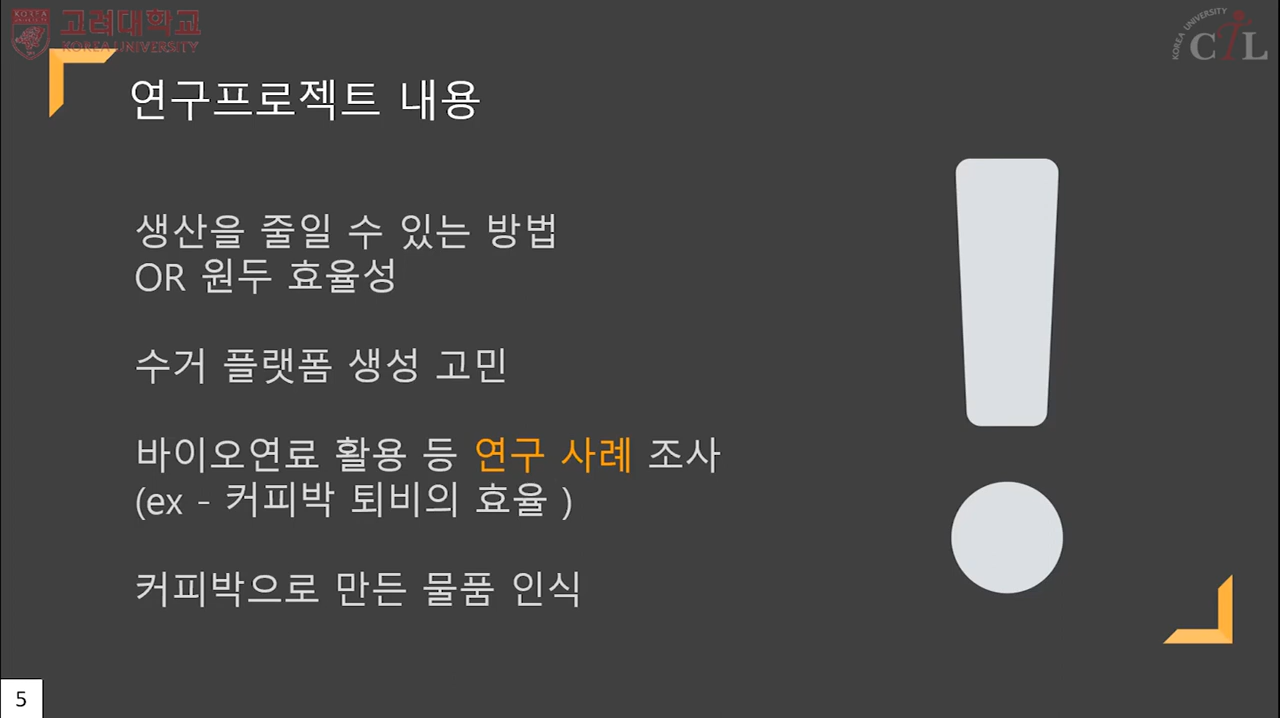 고려대학교
KOREA UNIVERSITY
KOREA UNIVERSITY
CTL
연구프로젝트 내용
생산을 줄일 수 있는 방법
OR 원두 효율성
수거 플랫폼 생성 고민
바이오연료 활용 등 연구 사례 조사
(ex - 커피박 퇴비의 효율 )
커피박으로 만든 물품 인식
5